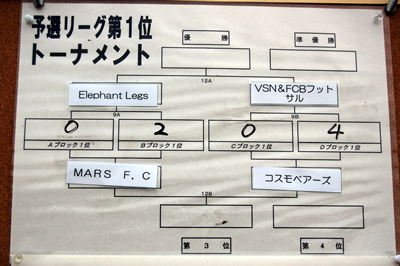 予選リーグ第1位
トーナメント
優勝
準優勝
12A
Elephant Legs
VSN&FCBフット
サル
9A
9B
0 2 0 4
Aブロック1位 Bブロック1位 Cブロック1位 Dブロック1位
MARS F.C
コスモベアーズ
12B
第3位
第4位